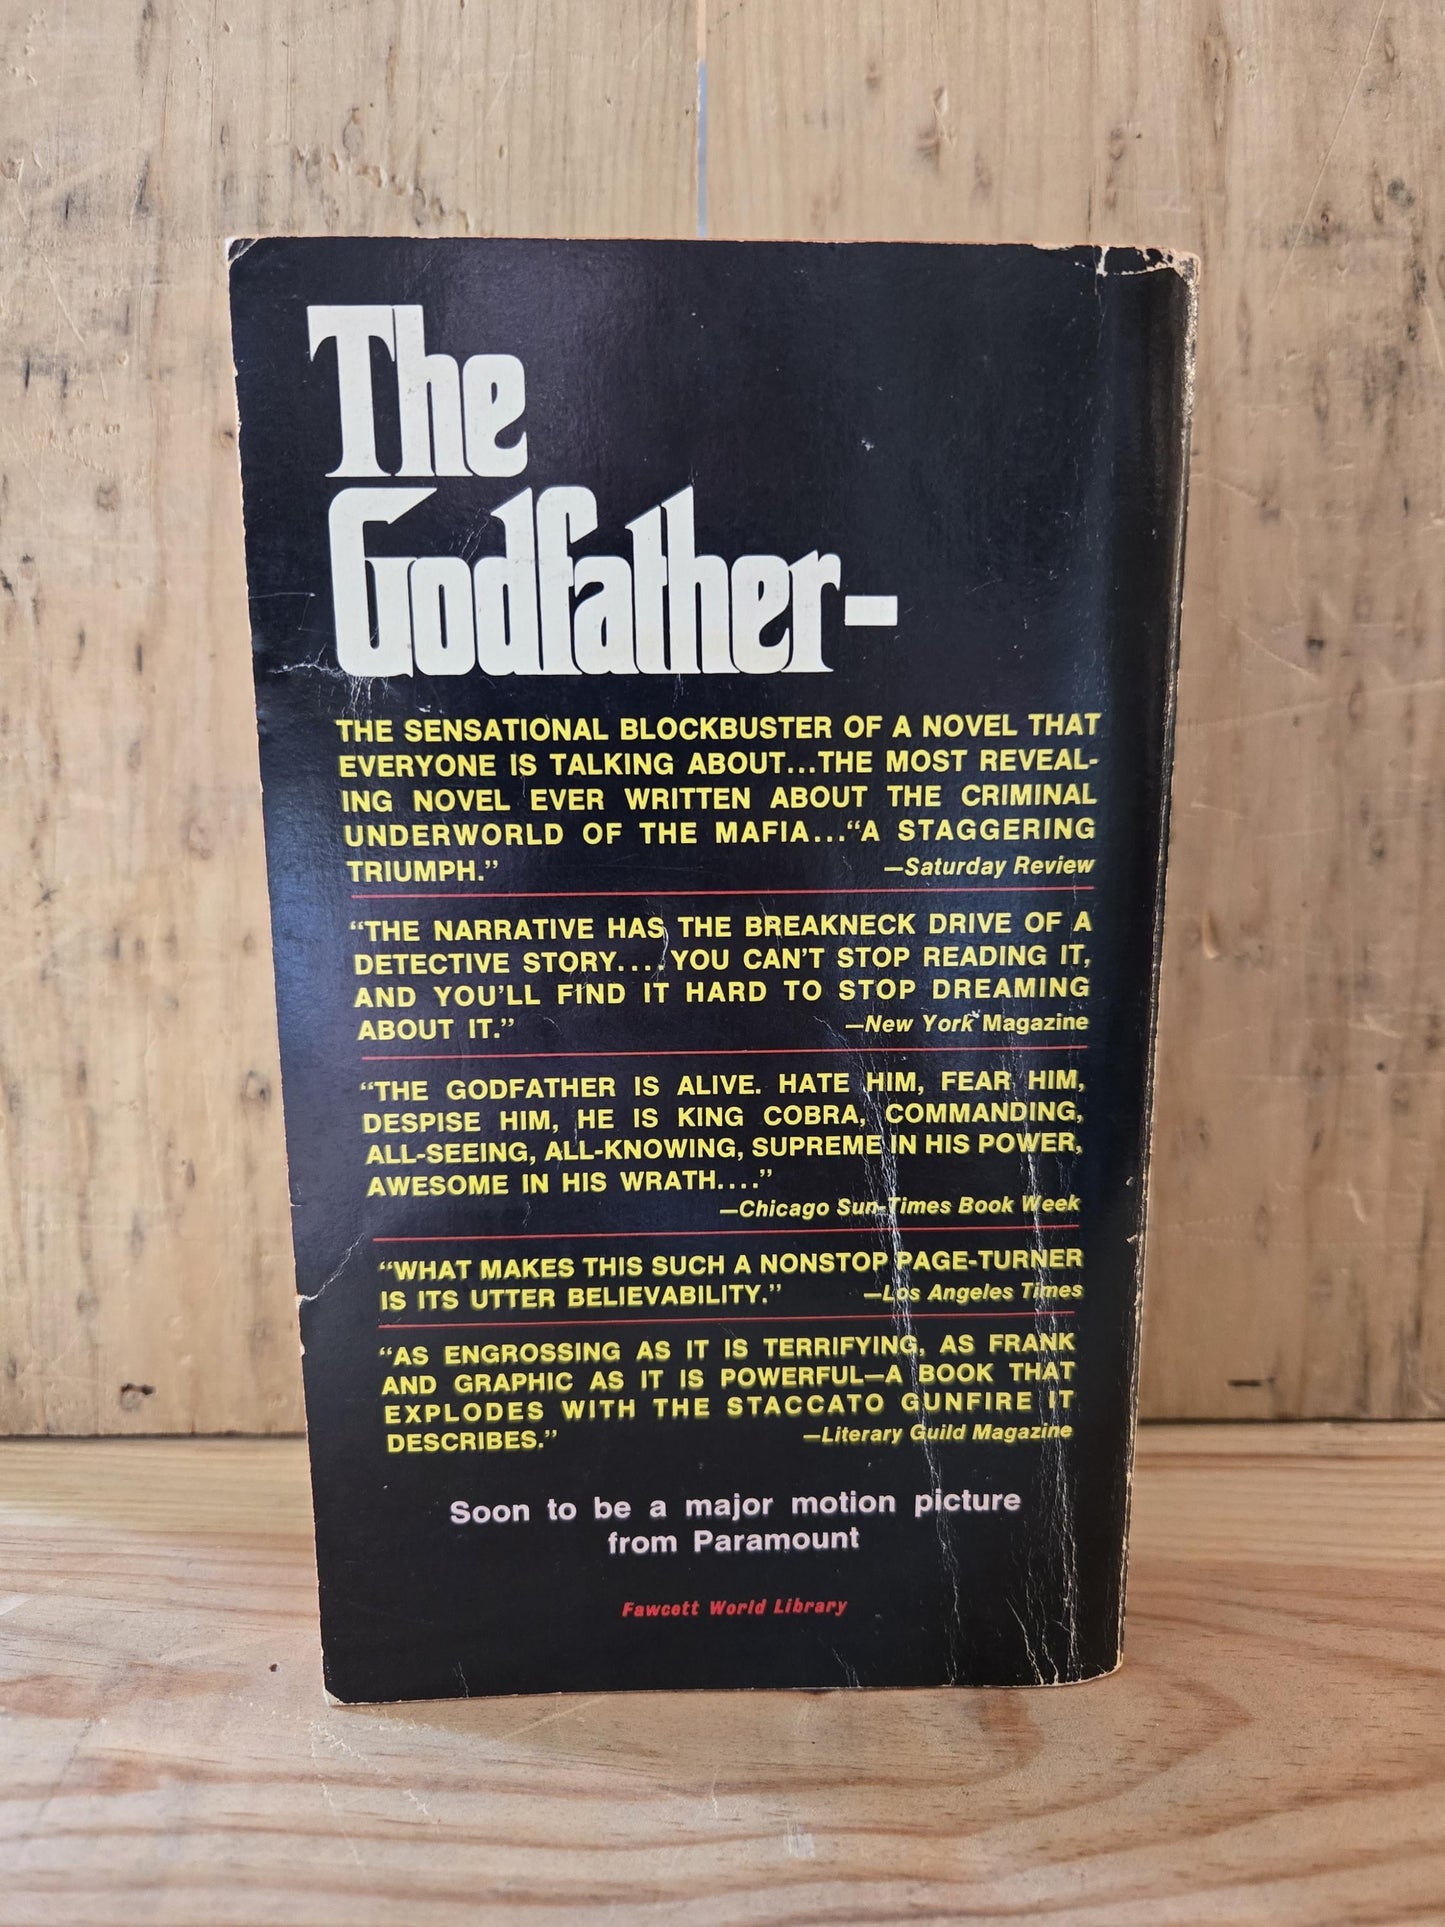 The
Godfather-
THE SENSATIONAL BLOCKBUSTER OF A NOVEL THAT
EVERYONE IS TALKING ABOUT...THE MOST REVEAL-
ING NOVEL EVER WRITTEN ABOUT THE CRIMINAL
UNDERWORLD OF THE MAFIA..."A STAGGERING
TRIUMPH." —Saturday Review
"THE NARRATIVE HAS THE BREAKNECK DRIVE OF A
DETECTIVE STORY....YOU CAN'T STOP READING IT,
AND YOU'LL FIND IT HARD TO STOP DREAMING
ABOUT IT." —New York Magazine
"THE GODFATHER IS ALIVE. HATE HIM, FEAR HIM,
DESPISE HIM, HE IS KING COBRA, COMMANDING,
ALL-SEEING, ALL-KNOWING, SUPREME IN HIS POWER,
AWESOME IN HIS WRATH...."
—Chicago Sun-Times Book Week
"WHAT MAKES THIS SUCH A NONSTOP PAGE-TURNER
IS ITS UTTER BELIEVABILITY." —Los Angeles Times
"AS ENGROSSING AS IT IS TERRIFYING, AS FRANK
AND GRAPHIC AS IT IS POWERFUL—A BOOK THAT
EXPLODES WITH THE STACCATO GUNFIRE IT
DESCRIBES." —Literary Guild Magazine
Soon to be a major motion picture
from Paramount
Fawcett World Library